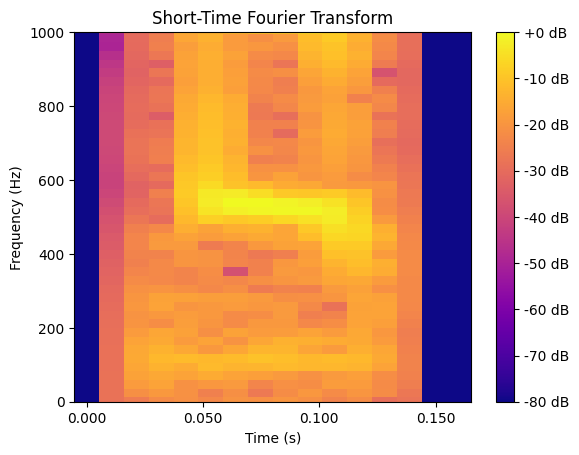 Short-Time Fourier Transform
1000
800
600
400
200
0
Frequency (Hz)
0.000
0.050
0.100
0.150
Time (s)
+0 dB
-10 dB
-20 dB
-30 dB
-40 dB
-50 dB
-60 dB
-70 dB
-80 dB